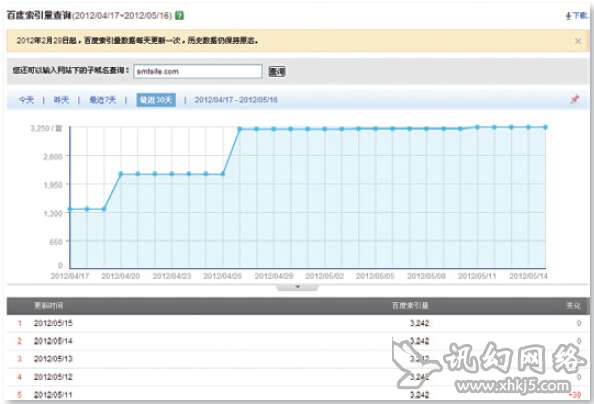 百度索引量查询(2012/04/17~2012/05/16) ?
下载
2012年2月29日起，百度索引量数据每天更新一次，历史数据仍保持原态。
您还可以输入网站下的子域名查询： smtsite.com 查询
今天 | 昨天 | 最近7天 | 最近30天 | 2012/04/17 - 2012/05/16
3,250 / 篇
2,600
1,950
1,300
650
0
2012/04/17 2012/04/20 2012/04/23 2012/04/26 2012/04/29 2012/05/02 2012/05/05 2012/05/08 2012/05/11 2012/05/14
更新时间 百度索引量 变化
1 2012/05/15 3,242 0
2 2012/05/14 3,242 0
3 2012/05/13 3,242
4 2012/05/12 3,242 0
5 2012/05/11 3,242 +39
讯幻网络
www.xhkj5.com